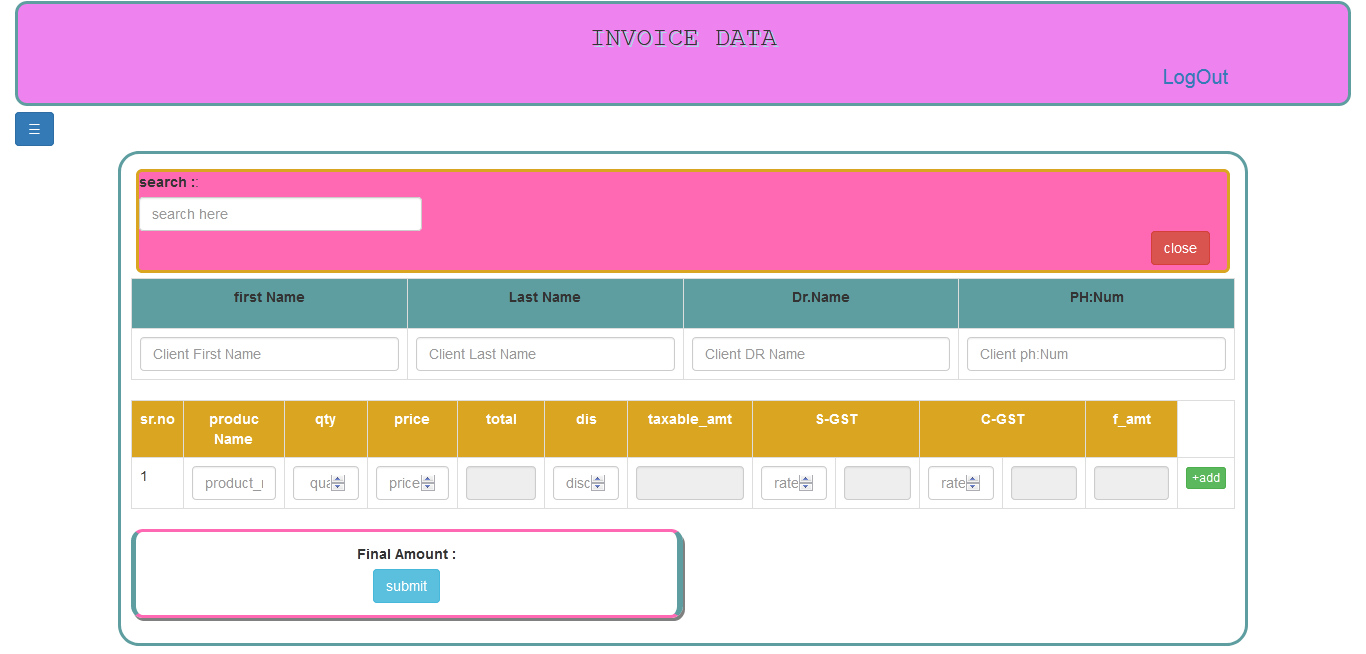 INVOICE DATA
LogOut
☰
search ::
search here
close
first Name Last Name Dr.Name PH:Num
Client First Name Client Last Name Client DR Name Client ph:Num
sr.no produc Name qty price total dis taxable_amt S-GST C-GST f_amt
1 product_ qua price disc rate rate +add
Final Amount :
submit